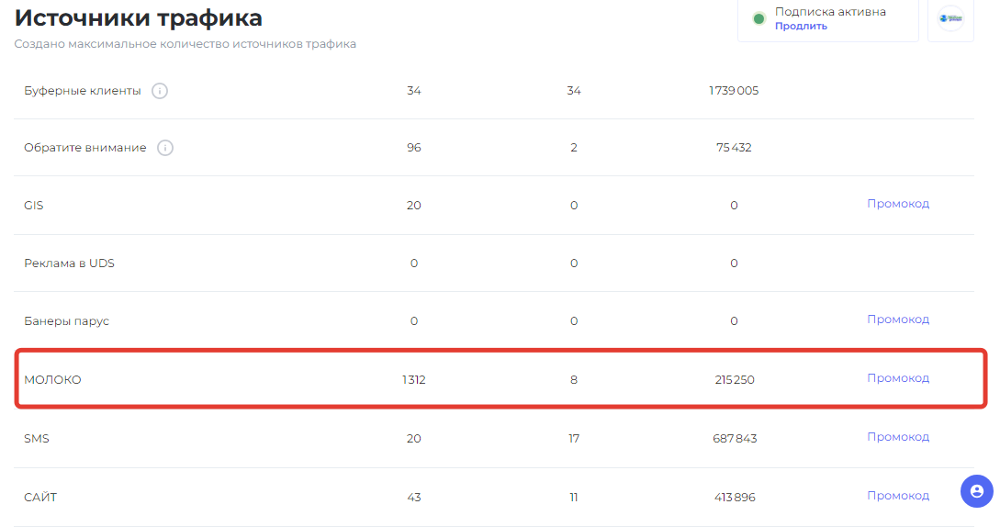 Источники трафика
Создано максимальное количество источников трафика
Подписка активна
Продлить
Буферные клиенты 34 34 1 739 005
Обратите внимание 96 2 75 432
GIS 20 0 0 Промокод
Реклама в UDS 0 0 0
Банеры парус 0 0 0 Промокод
МОЛОКО 1 312 8 215 250 Промокод
SMS 20 17 687 843 Промокод
САЙТ 43 11 413 896 Промокод